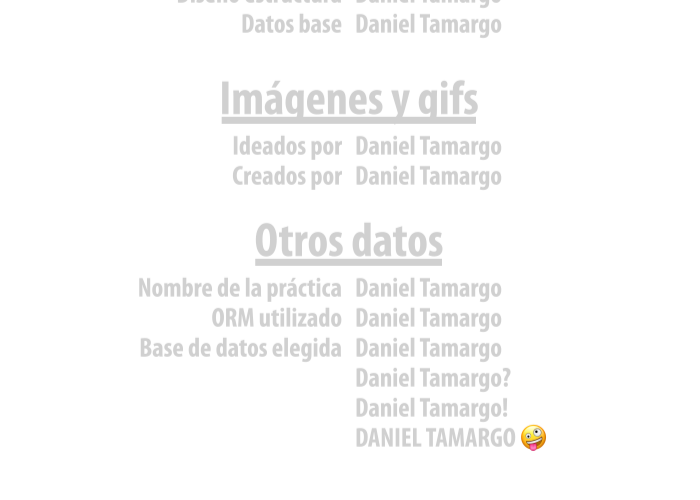 Diseño estructura Daniel Tamargo
Datos base Daniel Tamargo
Imágenes y gifs
Ideados por Daniel Tamargo
Creados por Daniel Tamargo
Otros datos
Nombre de la práctica Daniel Tamargo
ORM utilizado Daniel Tamargo
Base de datos elegida Daniel Tamargo
Daniel Tamargo?
Daniel Tamargo!
DANIEL TAMARGO 🤪